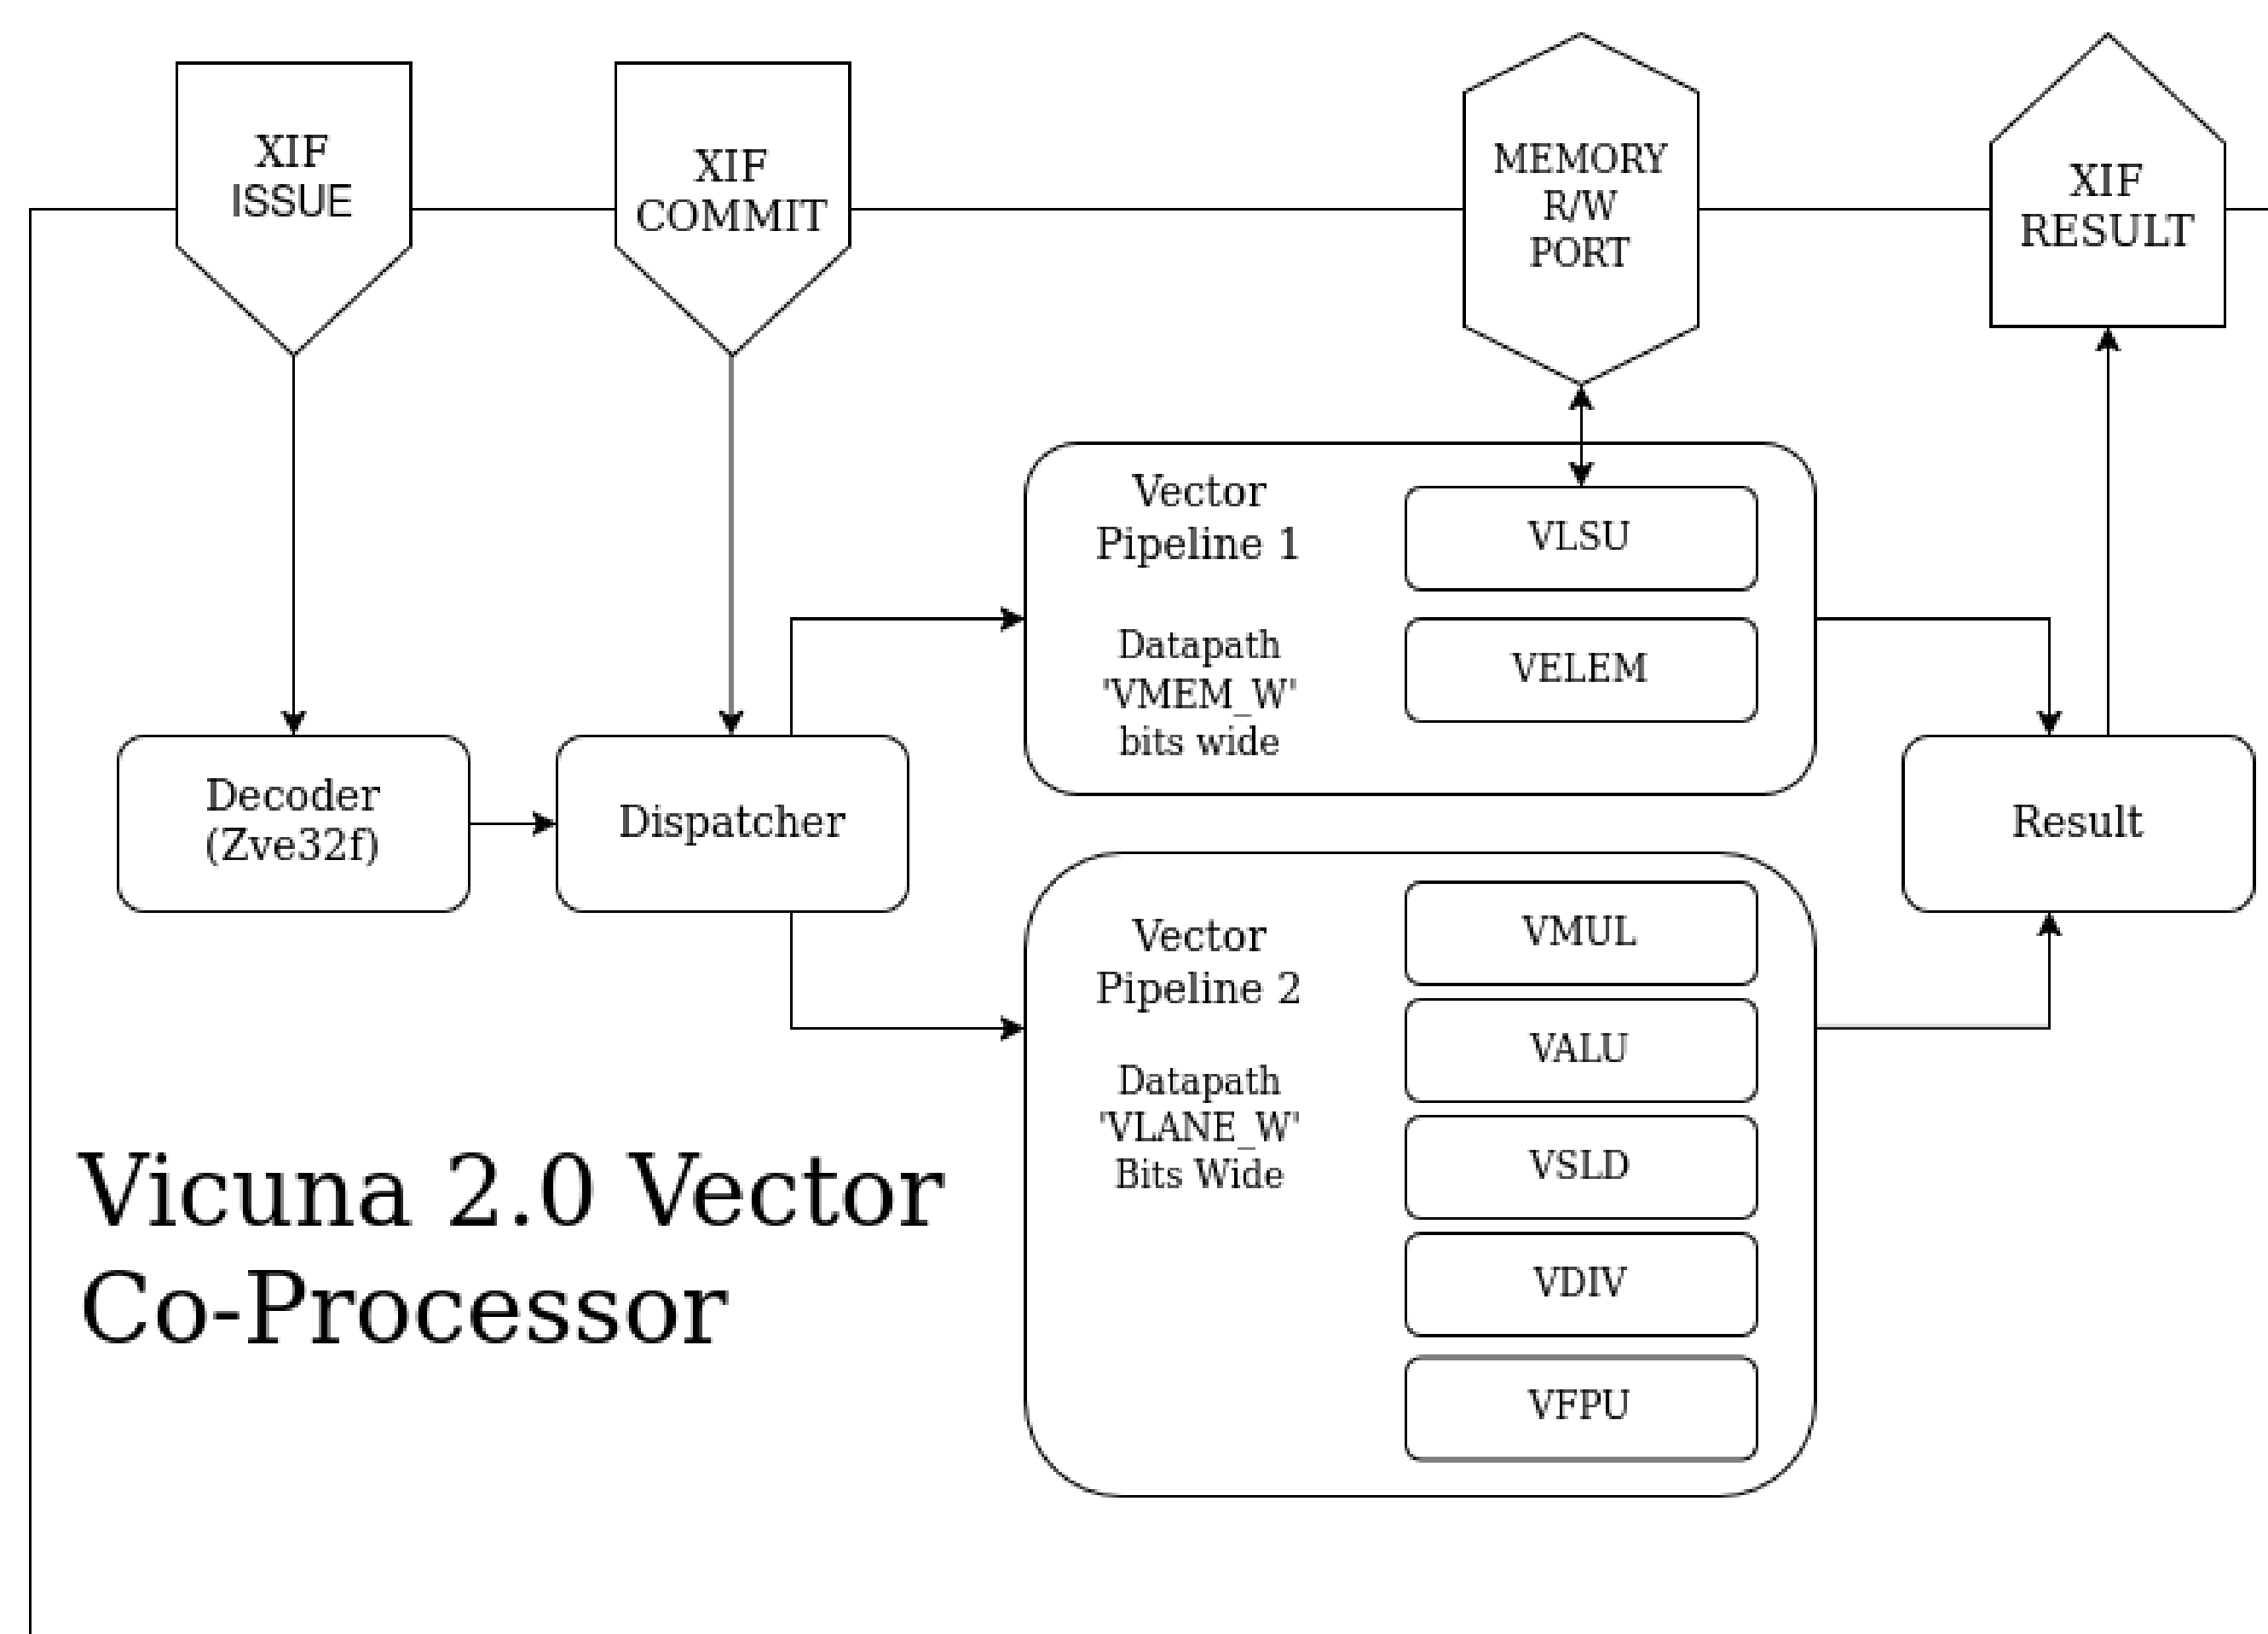 XIF
ISSUE
XIF
COMMIT
MEMORY
R/W
PORT
XIF
RESULT
Vector
Pipeline 1
Datapath
'VMEM_W'
bits wide
VLSU
VELEM
Decoder
(Zve32f)
Dispatcher
Result
Vector
Pipeline 2
Datapath
'VLANE_W'
Bits Wide
VMUL
VALU
VSLD
VDIV
VFPU
Vicuna 2.0 Vector
Co-Processor